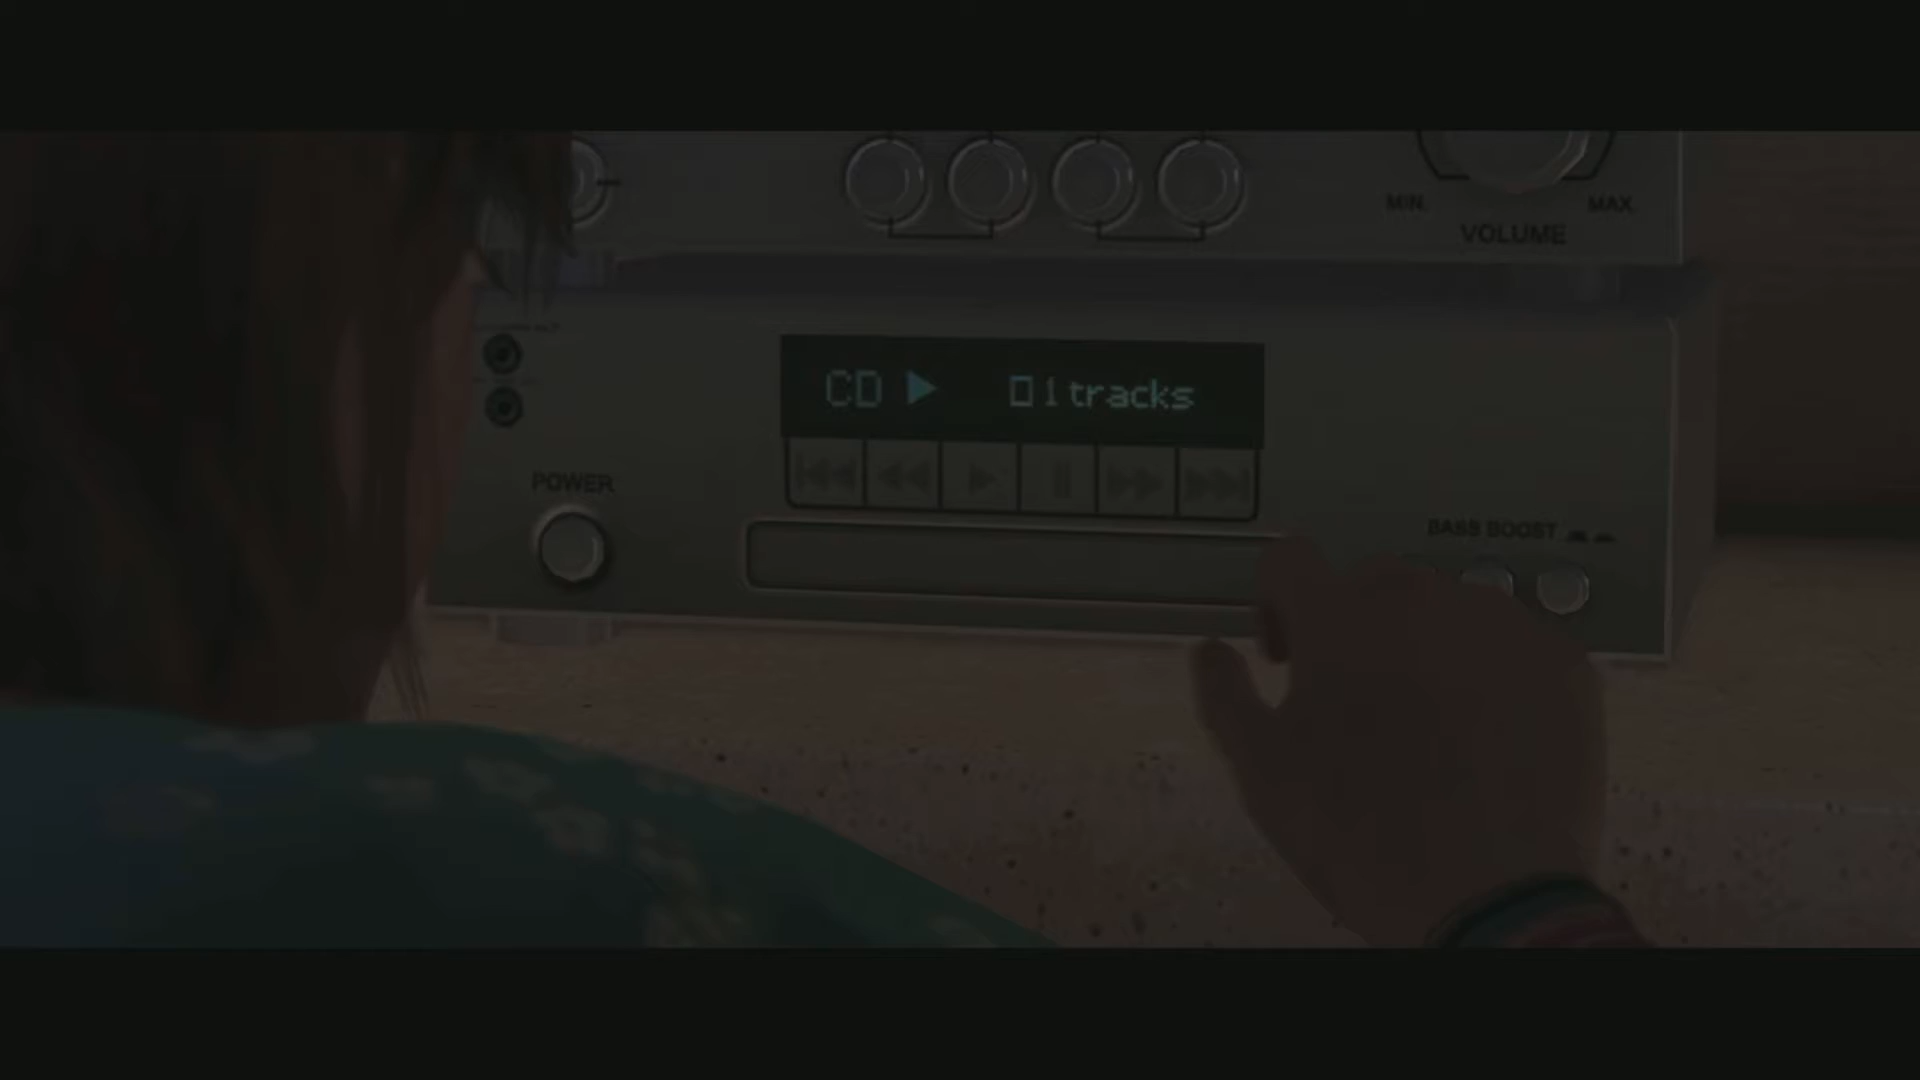 MIN.
MAX.
VOLUME
CD
01 tracks
POWER
BASS BOOST